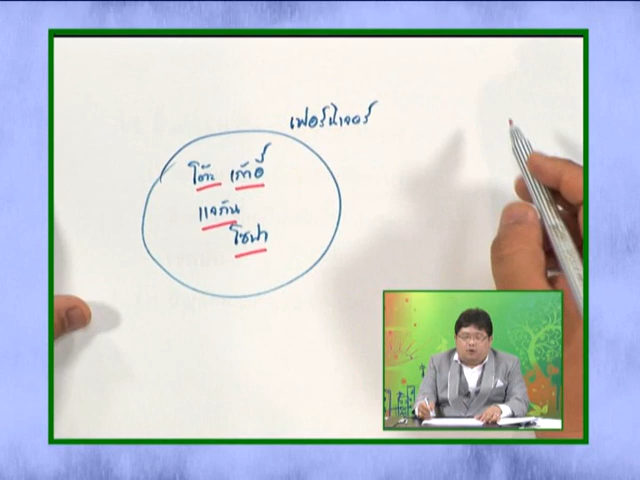 เฟอร์นิเจอร์
โต๊ะ เก้าอี้
แจกัน
โซฟา